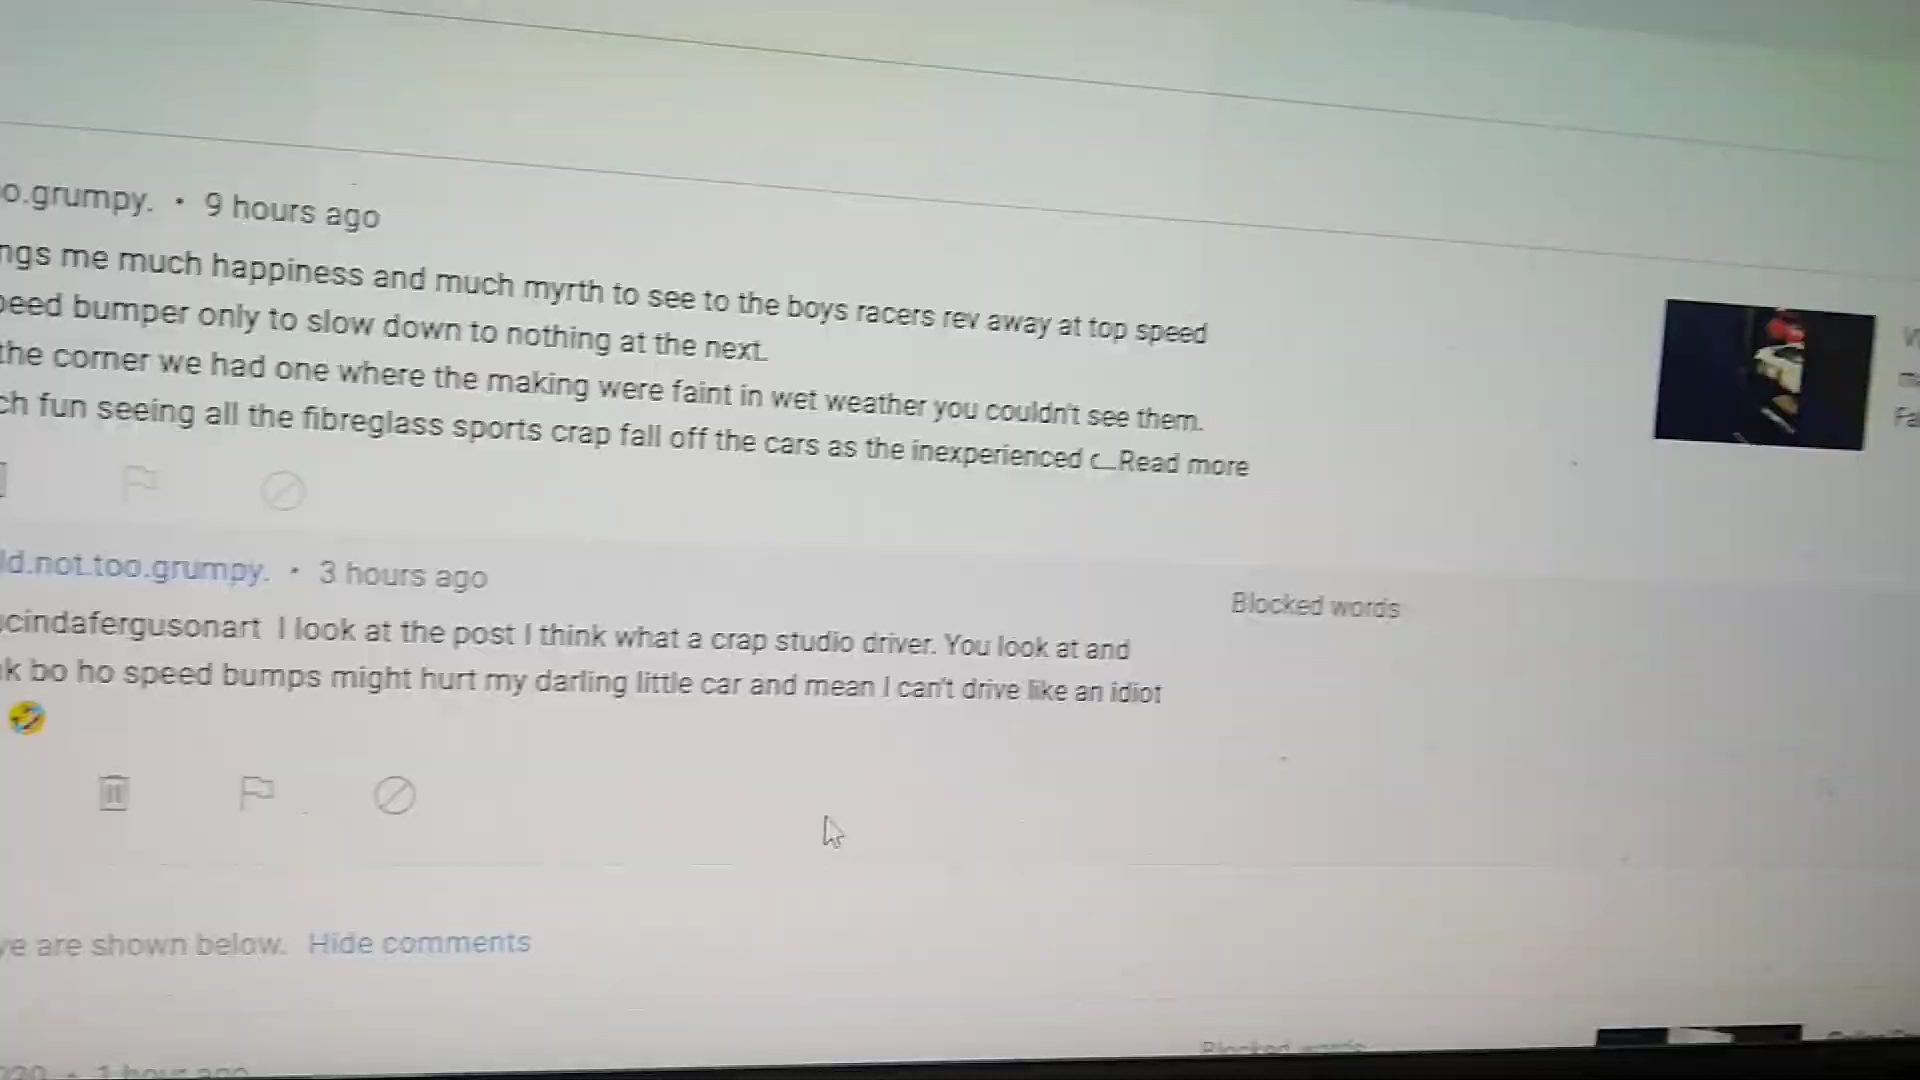 o.grumpy. • 9 hours ago
ngs me much happiness and much myrth to see to the boys racers rev away at top speed
peed bumper only to slow down to nothing at the next.
the corner we had one where the making were faint in wet weather you couldn't see them.
ch fun seeing all the fibreglass sports crap fall off the cars as the inexperienced c...Read more
ld.not.too.grumpy. • 3 hours ago
Blocked words
cindafergusonart I look at the post I think what a crap studio driver. You look at and
k bo ho speed bumps might hurt my darling little car and mean I can't drive like an idiot
🤣
ve are shown below. Hide comments
Blocked words
1 hour ago